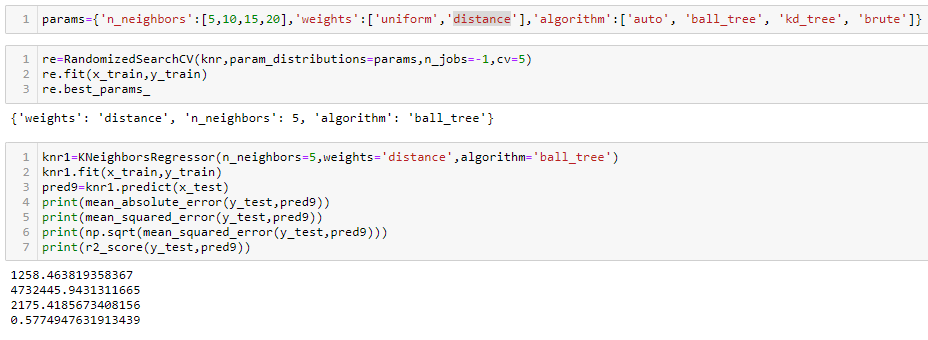 1 params={'n_neighbors':[5,10,15,20],'weights':['uniform','distance'],'algorithm':['auto', 'ball_tree', 'kd_tree', 'brute']}
1 re=RandomizedSearchCV(knr,param_distributions=params,n_jobs=-1,cv=5)
2 re.fit(x_train,y_train)
3 re.best_params_
{'weights': 'distance', 'n_neighbors': 5, 'algorithm': 'ball_tree'}
1 knr1=KNeighborsRegressor(n_neighbors=5,weights='distance',algorithm='ball_tree')
2 knr1.fit(x_train,y_train)
3 pred9=knr1.predict(x_test)
4 print(mean_absolute_error(y_test,pred9))
5 print(mean_squared_error(y_test,pred9))
6 print(np.sqrt(mean_squared_error(y_test,pred9)))
7 print(r2_score(y_test,pred9))
1258.463819358367
4732445.9431311665
2175.4185673408156
0.5774947631913439